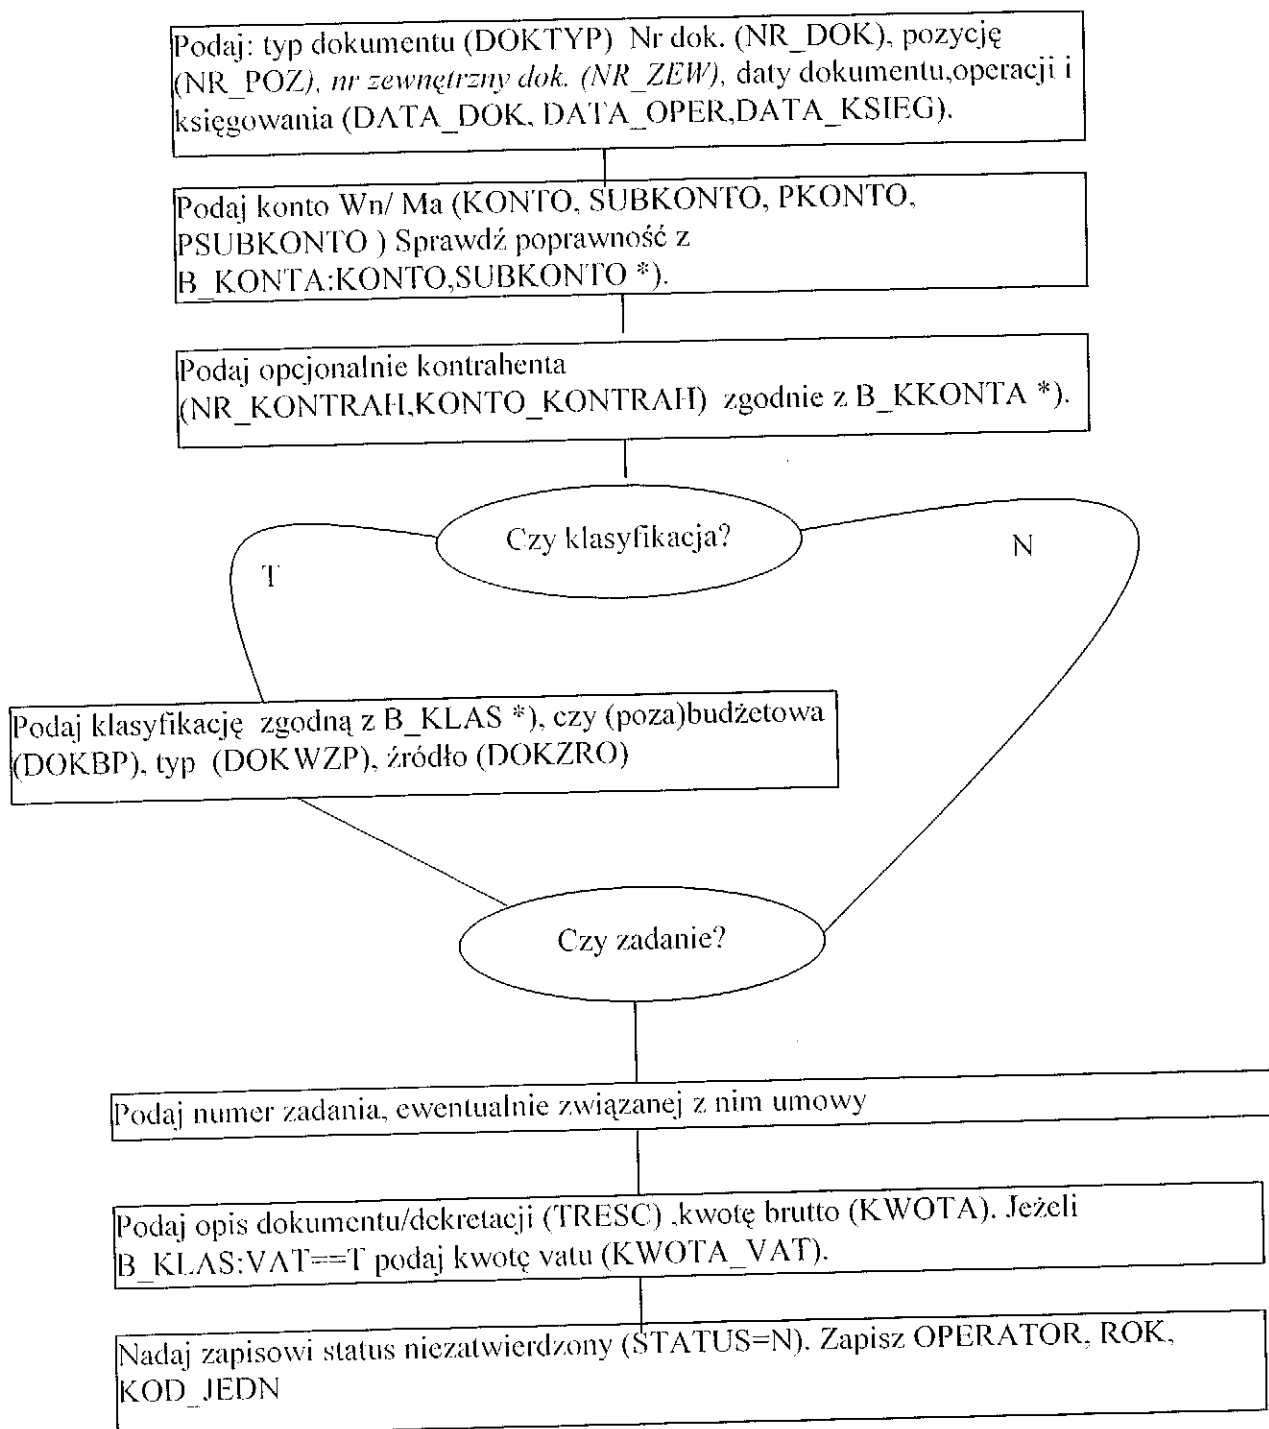 Podaj: typ dokumentu (DOKTYP) Nr dok. (NR_DOK), pozycję
(NR_POZ), nr zewnętrzny dok. (NR_ZEW), daty dokumentu,operacji i
księgowania (DATA_DOK, DATA_OPER,DATA_KSIEG).
Podaj konto Wn/ Ma (KONTO, SUBKONTO, PKONTO,
PSUBKONTO ) Sprawdź poprawność z
B_KONTA:KONTO,SUBKONTO *).
Podaj opcjonalnie kontrahenta
(NR_KONTRAH,KONTO_KONTRAH) zgodnie z B_KKONTA *).
Czy klasyfikacja?
T
N
Podaj klasyfikację zgodną z B_KLAS *), czy (poza)budżetowa
(DOKBP), typ (DOKWZP), źródło (DOKZRO)
Czy zadanie?
Podaj numer zadania, ewentualnie związanej z nim umowy
Podaj opis dokumentu/dekretacji (TRESC) ,kwotę brutto (KWOTA). Jeżeli
B_KLAS:VAT==T podaj kwotę vatu (KWOTA_VAT).
Nadaj zapisowi status niezatwierdzony (STATUS=N). Zapisz OPERATOR, ROK,
KOD_JEDN